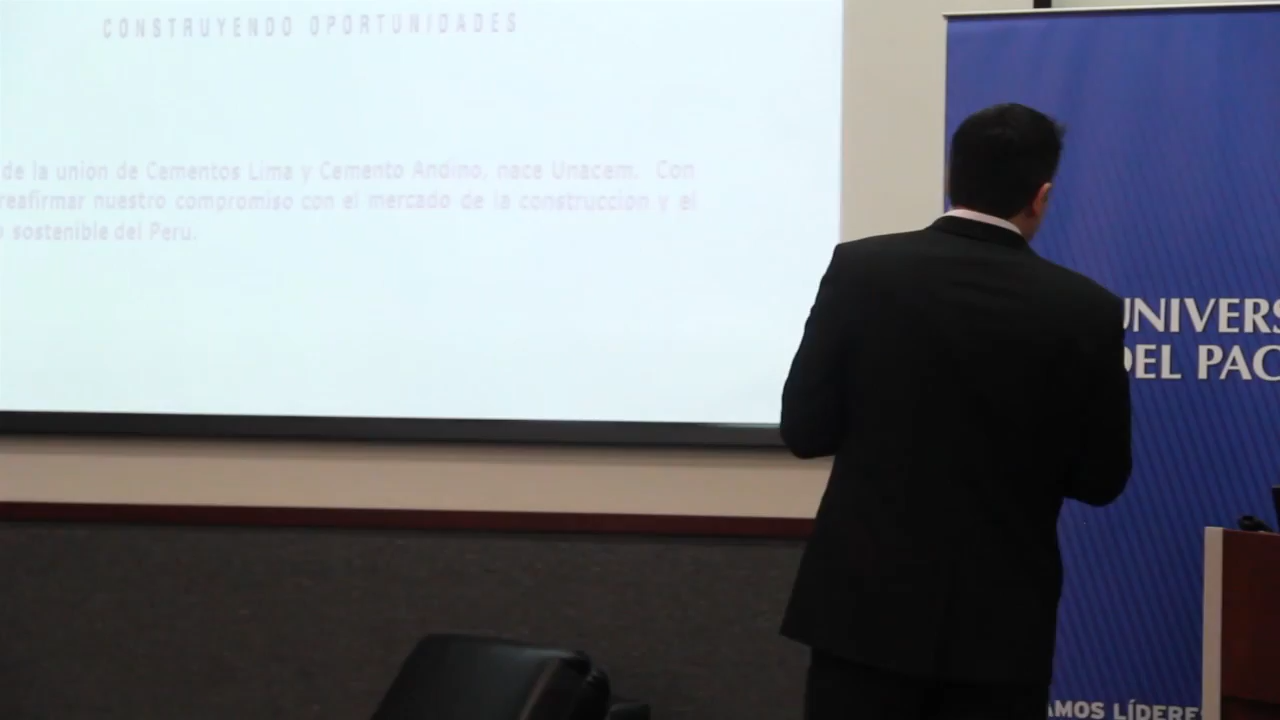 CONSTRUYENDO OPORTUNIDADES
de la union de Cementos Lima y Cemento Andino, nace Unacem. Con
reafirmar nuestro compromiso con el mercado de la construccion y el
o sostenible del Peru.
UNIVERS
DEL PAC
AMOS LÍDERE